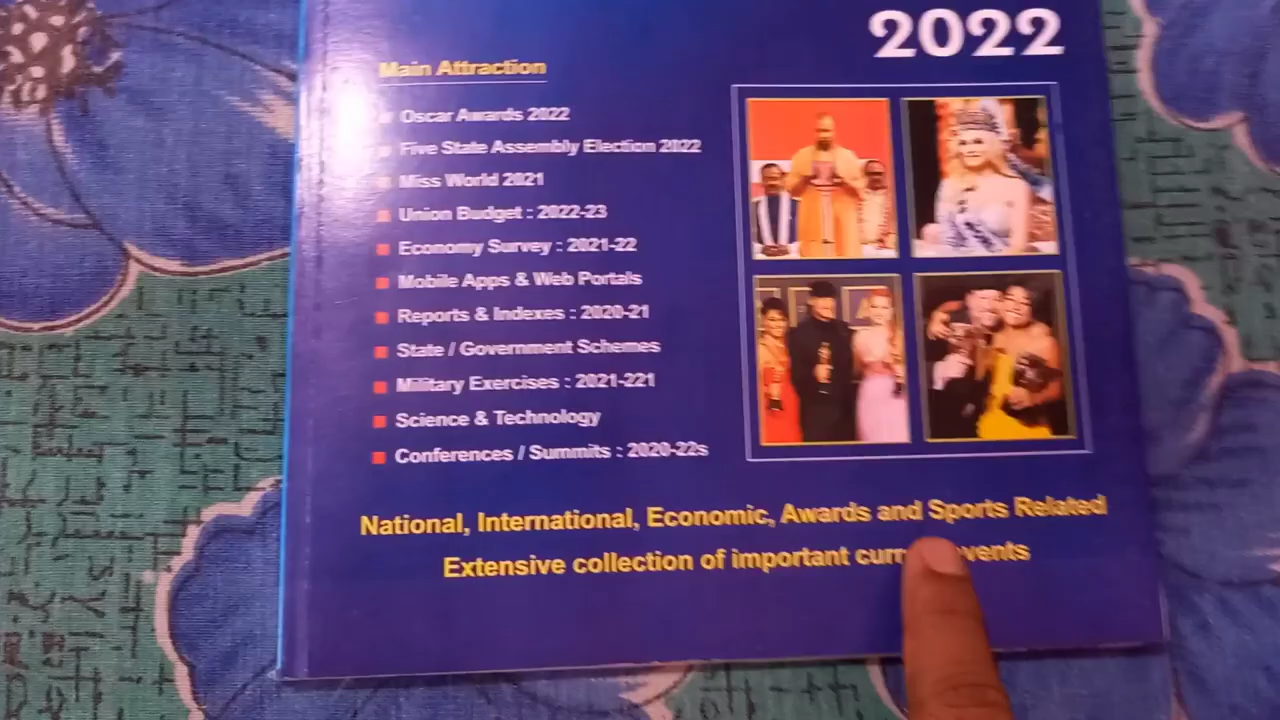 2022
Main Attraction
Oscar Awards 2022
Five State Assembly Election 2022
Miss World 2021
Union Budget : 2022-23
Economy Survey : 2021-22
Mobile Apps & Web Portals
Reports & Indexes : 2020-21
State / Government Schemes
Military Exercises : 2021-221
Science & Technology
Conferences / Summits : 2020-22s
National, International, Economic, Awards and Sports Related
Extensive collection of important